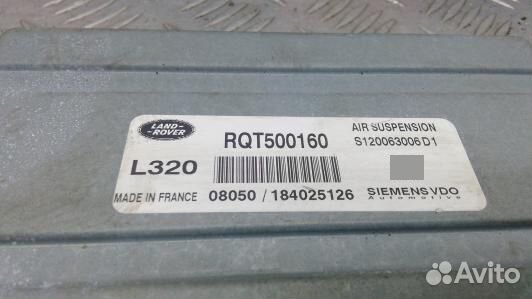 LAND-
ROVER
RQT500160
AIR SUSPENSION
S120063006D1
L320
MADE IN FRANCE
08050 / 184025126
SIEMENS VDO
Automotive
Avito